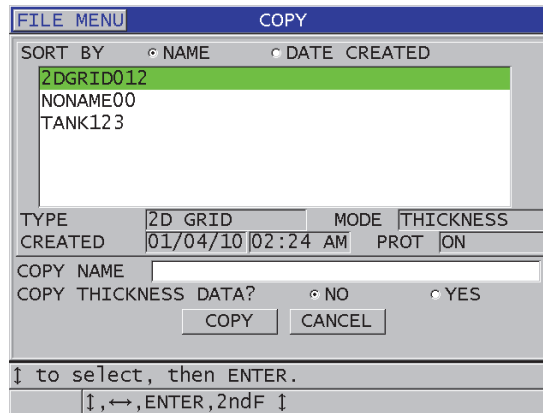 FILE MENU COPY
SORT BY NAME DATE CREATED
2DGRID012
NONAME00
TANK123
TYPE 2D GRID MODE THICKNESS
CREATED 01/04/10 02:24 AM PROT ON
COPY NAME
COPY THICKNESS DATA? NO YES
COPY CANCEL
↕ to select, then ENTER.
↕,↔,ENTER,2ndF ↕